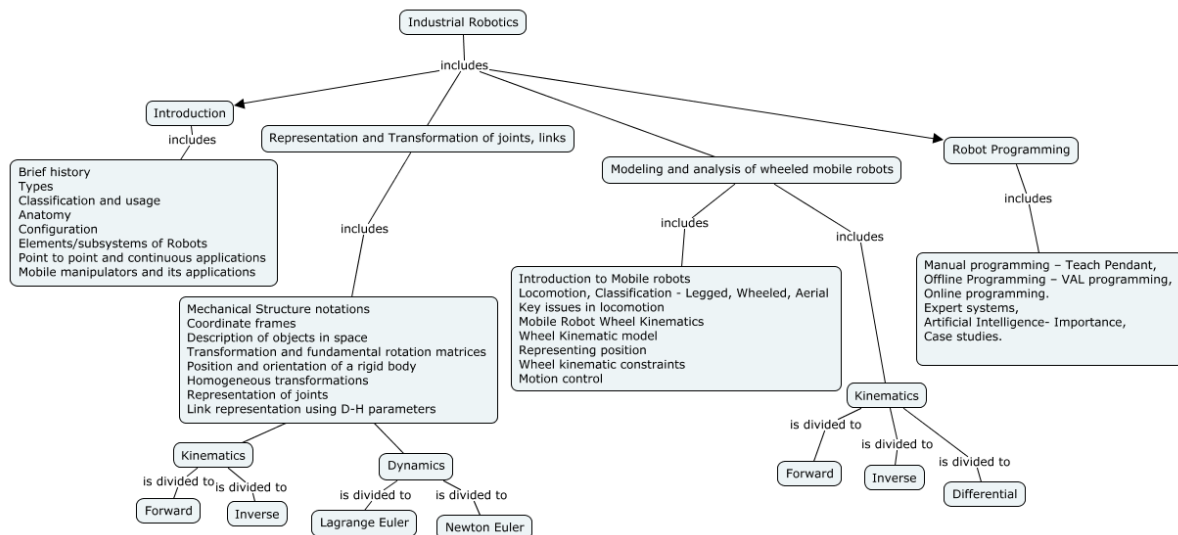 Industrial Robotics
includes
Introduction
includes
Brief history
Types
Classification and usage
Anatomy
Configuration
Elements/subsystems of Robots
Point to point and continuous applications
Mobile manipulators and its applications
Representation and Transformation of joints, links
includes
Mechanical Structure notations
Coordinate frames
Description of objects in space
Transformation and fundamental rotation matrices
Position and orientation of a rigid body
Homogeneous transformations
Representation of joints
Link representation using D-H parameters
Kinematics
is divided to
is divided to
Forward
Inverse
Dynamics
is divided to
is divided to
Lagrange Euler
Newton Euler
Modeling and analysis of wheeled mobile robots
includes
Introduction to Mobile robots
Locomotion, Classification - Legged, Wheeled, Aerial
Key issues in locomotion
Mobile Robot Wheel Kinematics
Wheel Kinematic model
Representing position
Wheel kinematic constraints
Motion control
includes
Kinematics
is divided to
is divided to
is divided to
Forward
Inverse
Differential
Robot Programming
includes
Manual programming – Teach Pendant,
Offline Programming – VAL programming,
Online programming.
Expert systems,
Artificial Intelligence- Importance,
Case studies.